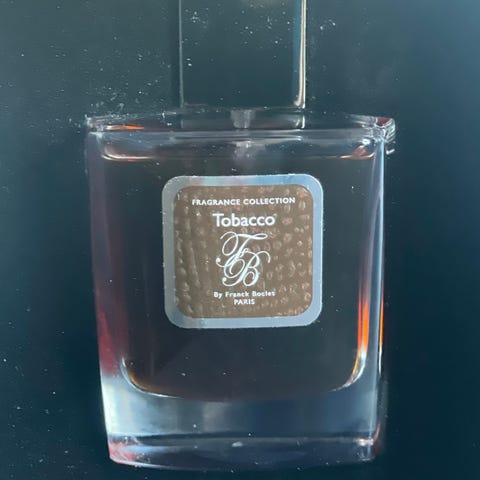 FRAGRANCE COLLECTION
Tobacco
FB
By Franck Boclet
PARIS